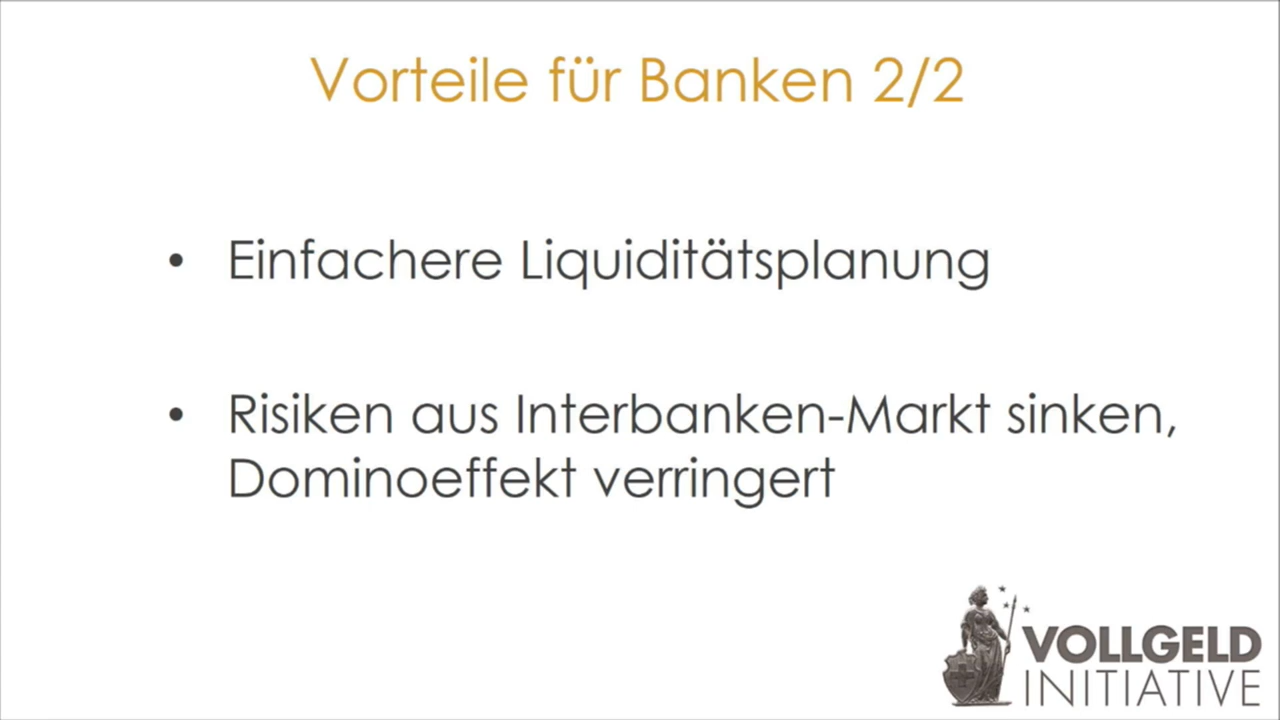 Vorteile für Banken 2/2
• Einfachere Liquiditätsplanung
• Risiken aus Interbanken-Markt sinken,
Dominoeffekt verringert
VOLLGELD
INITIATIVE